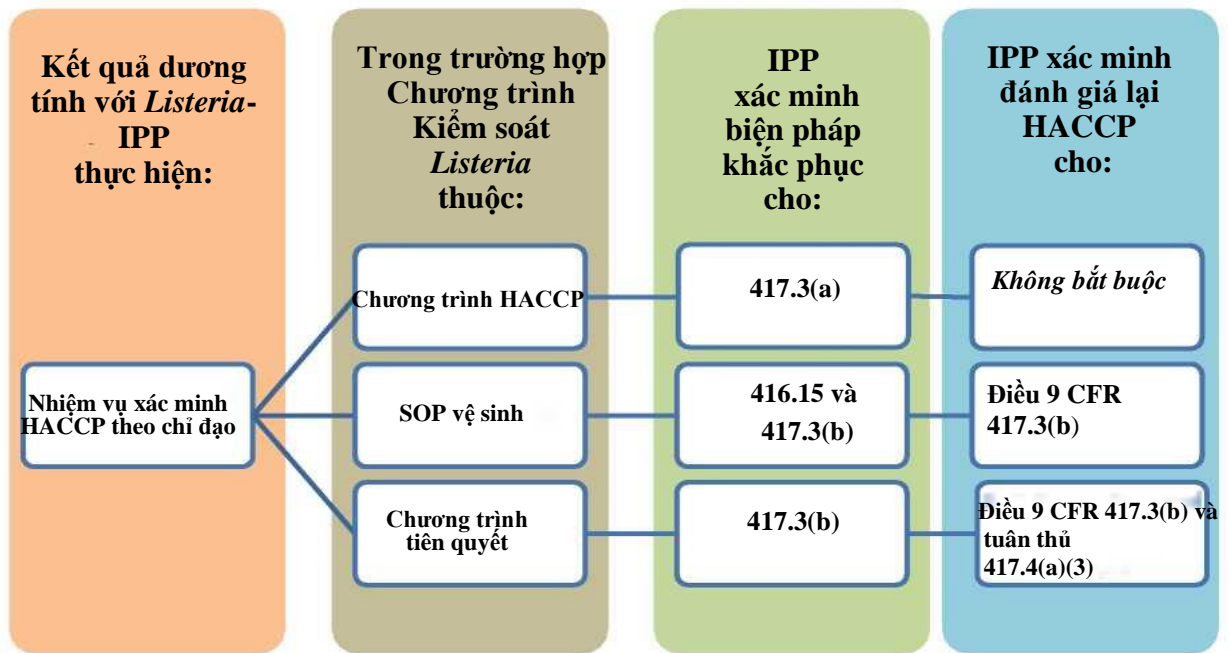 Kết quả dương
tính với Listeria-
IPP
thực hiện:
Trong trường hợp
Chương trình
Kiểm soát
Listeria
thuộc:
IPP
xác minh
biện pháp
khắc phục
cho:
IPP xác minh
đánh giá lại
HACCP
cho:
Nhiệm vụ xác minh
HACCP theo chỉ đạo
Chương trình HACCP
417.3(a)
Không bắt buộc
SOP vệ sinh
416.15 và
417.3(b)
Điều 9 CFR
417.3(b)
Chương trình
tiên quyết
417.3(b)
Điều 9 CFR 417.3(b) và
tuân thủ
417.4(a)(3)